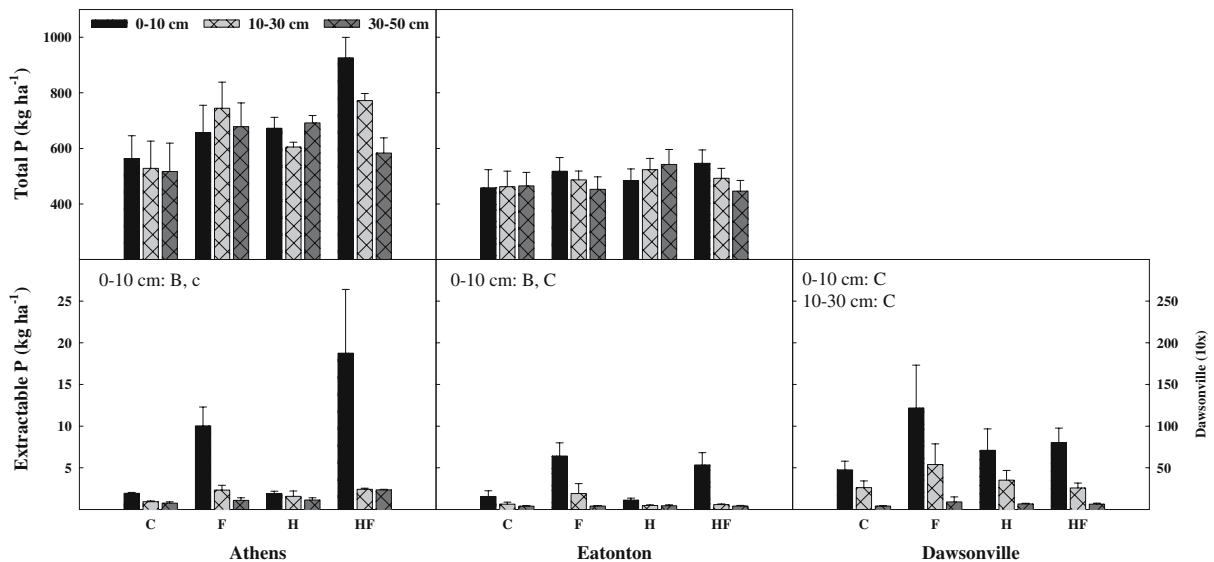 0-10 cm 10-30 cm 30-50 cm
Total P (kg ha⁻¹)
1000
800
600
400
Extractable P (kg ha⁻¹)
25
20
15
10
5
0-10 cm: B, c
0-10 cm: B, C
0-10 cm: C
10-30 cm: C
250
200
150
100
50
Dawsonville (10x)
C F H HF
C F H HF
C F H HF
Athens Eatonton Dawsonville